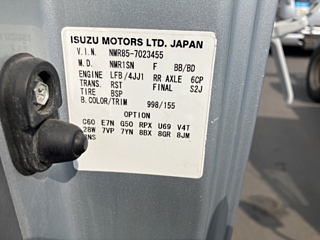 ISUZU MOTORS LTD. JAPAN
V.I.N. NMR85-7023455
M.D. NMR1SN F BB/BD
ENGINE LFB/4JJ1 RR AXLE 6CP
TRANS. RST FINAL S2J
TIRE BSP
B.COLOR/TRIM 998/155
OPTION
C60 E7N G50 RPX U69 V4T
28W 7VP 7YN 8BX 8GR 8JM
8NS